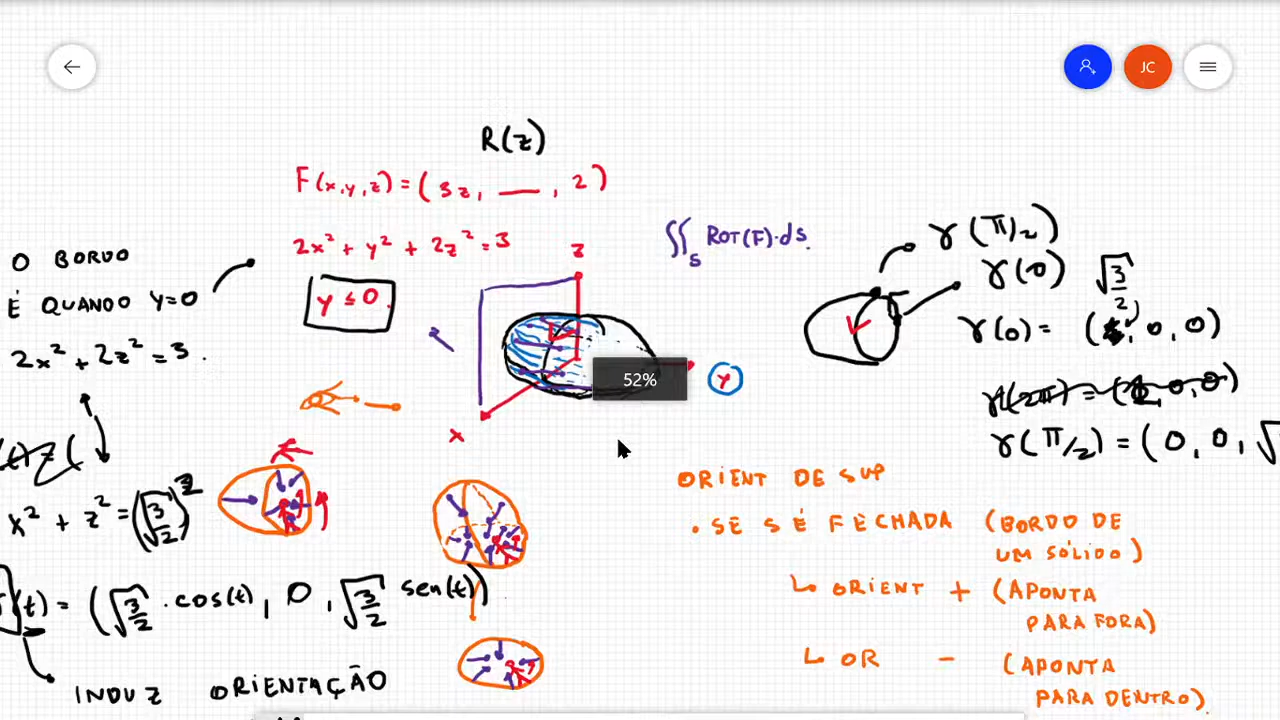 JC
R(z)
F(x,y,z) = (3z, __, 2)
2x² + y² + 2z² = 3
y ≤ 0
∬_S ROT(F)·ds
O BORDO
É QUANDO Y=0
2x² + 2z² = 3
z
x
y
52%
γ(π/2)
γ(0)
√3/2
γ(0) = ( , 0, 0)
γ(π/2) = (0, 0, √
x² + z² = (√3/2)²
(t) = (√3/2 · cos(t), 0, √3/2 sen(t))
INDUZ ORIENTAÇÃO
ORIENT DE SUP
• SE S É FECHADA (BORDO DE
UM SÓLIDO)
↳ ORIENT + (APONTA
PARA FORA)
↳ OR - (APONTA
PARA DENTRO)